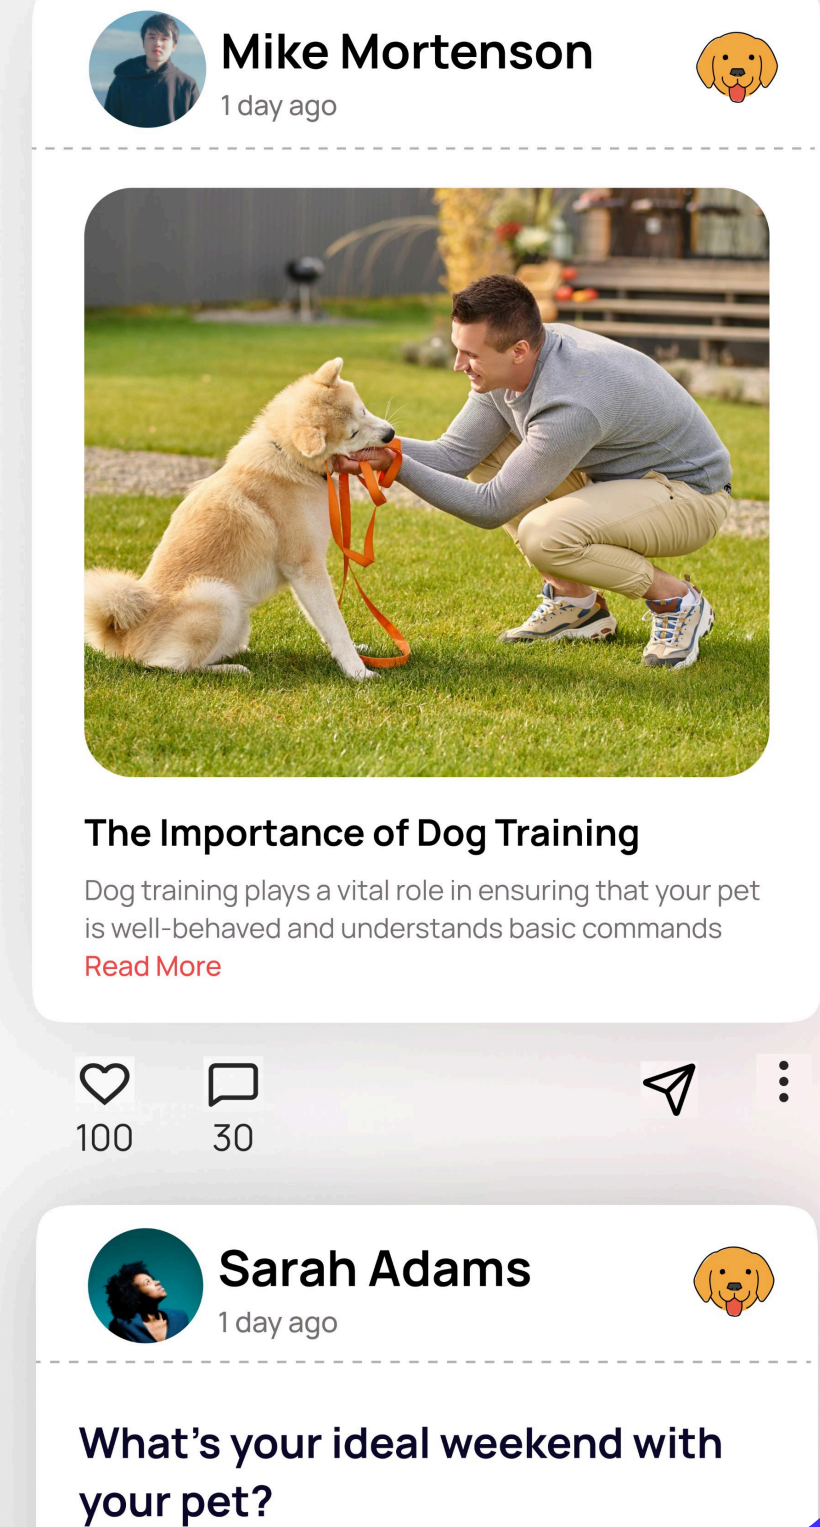 Mike Mortenson
1 day ago
The Importance of Dog Training
Dog training plays a vital role in ensuring that your pet
is well-behaved and understands basic commands
Read More
100
30
Sarah Adams
1 day ago
What's your ideal weekend with
your pet?